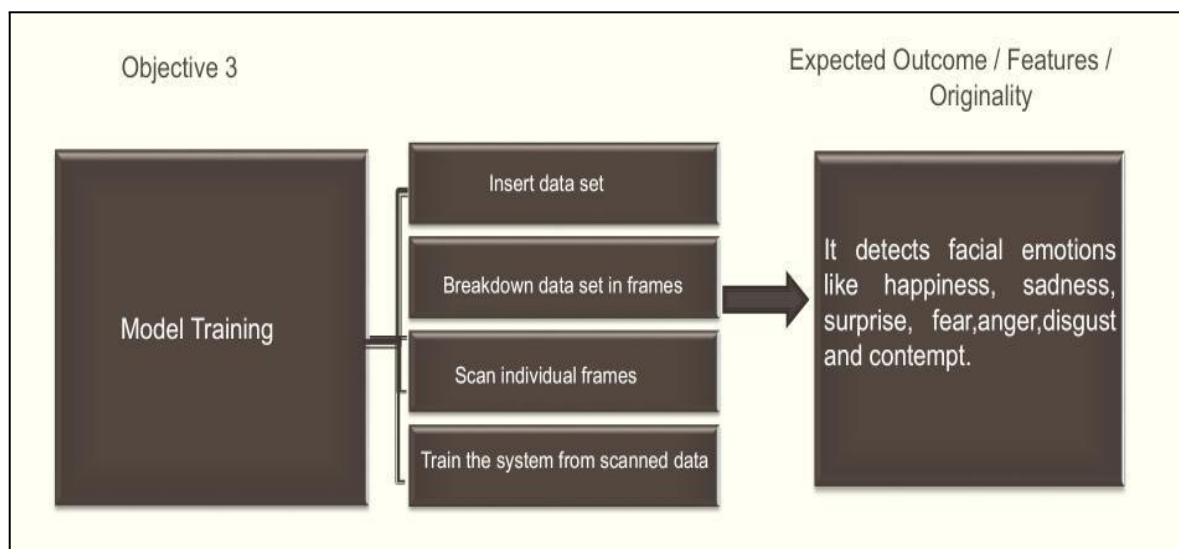 Objective 3
Expected Outcome / Features /
Originality
Model Training
Insert data set
Breakdown data set in frames
Scan individual frames
Train the system from scanned data
It detects facial emotions
like happiness, sadness,
surprise, fear,anger,disgust
and contempt.